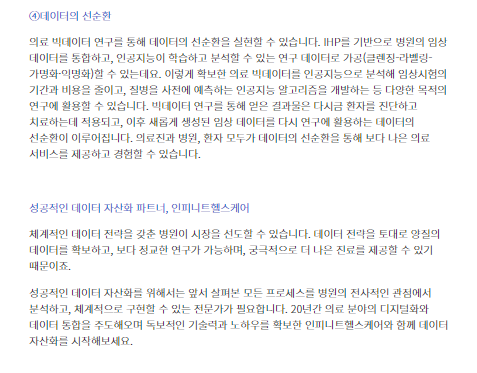 ④데이터의 선순환
의료 빅데이터 연구를 통해 데이터의 선순환을 실현할 수 있습니다. IHP를 기반으로 병원의 임상
데이터를 통합하고, 인공지능이 학습하고 분석할 수 있는 연구 데이터로 가공(클렌징-라벨링-
가명화-익명화)할 수 있는데요. 이렇게 확보한 의료 빅데이터를 인공지능으로 분석해 임상시험의
기간과 비용을 줄이고, 질병을 사전에 예측하는 인공지능 알고리즘을 개발하는 등 다양한 목적의
연구에 활용할 수 있습니다. 빅데이터 연구를 통해 얻은 결과물은 다시금 환자를 진단하고
치료하는데 적용되고, 이후 새롭게 생성된 임상 데이터를 다시 연구에 활용하는 데이터의
선순환이 이루어집니다. 의료진과 병원, 환자 모두가 데이터의 선순환을 통해 보다 나은 의료
서비스를 제공하고 경험할 수 있습니다.
성공적인 데이터 자산화 파트너, 인피니트헬스케어
체계적인 데이터 전략을 갖춘 병원이 시장을 선도할 수 있습니다. 데이터 전략을 토대로 양질의
데이터를 확보하고, 보다 정교한 연구가 가능하며, 궁극적으로 더 나은 진료를 제공할 수 있기
때문이죠.
성공적인 데이터 자산화를 위해서는 앞서 살펴본 모든 프로세스를 병원의 전사적인 관점에서
분석하고, 체계적으로 구현할 수 있는 전문가가 필요합니다. 20년간 의료 분야의 디지털화와
데이터 통합을 주도해오며 독보적인 기술력과 노하우를 확보한 인피니트헬스케어와 함께 데이터
자산화를 시작해보세요.